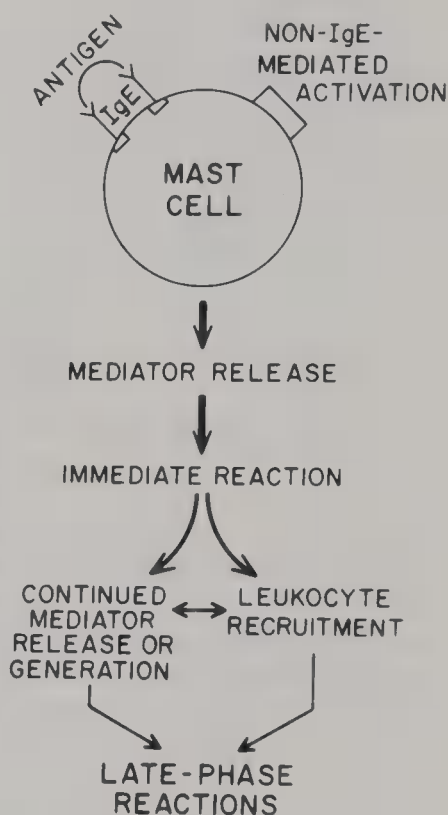 ANTIGEN
IgE
NON-IgE-
MEDIATED
ACTIVATION
MAST
CELL
MEDIATOR RELEASE
IMMEDIATE REACTION
CONTINUED
MEDIATOR
RELEASE OR
GENERATION
LEUKOCYTE
RECRUITMENT
LATE-PHASE
REACTIONS